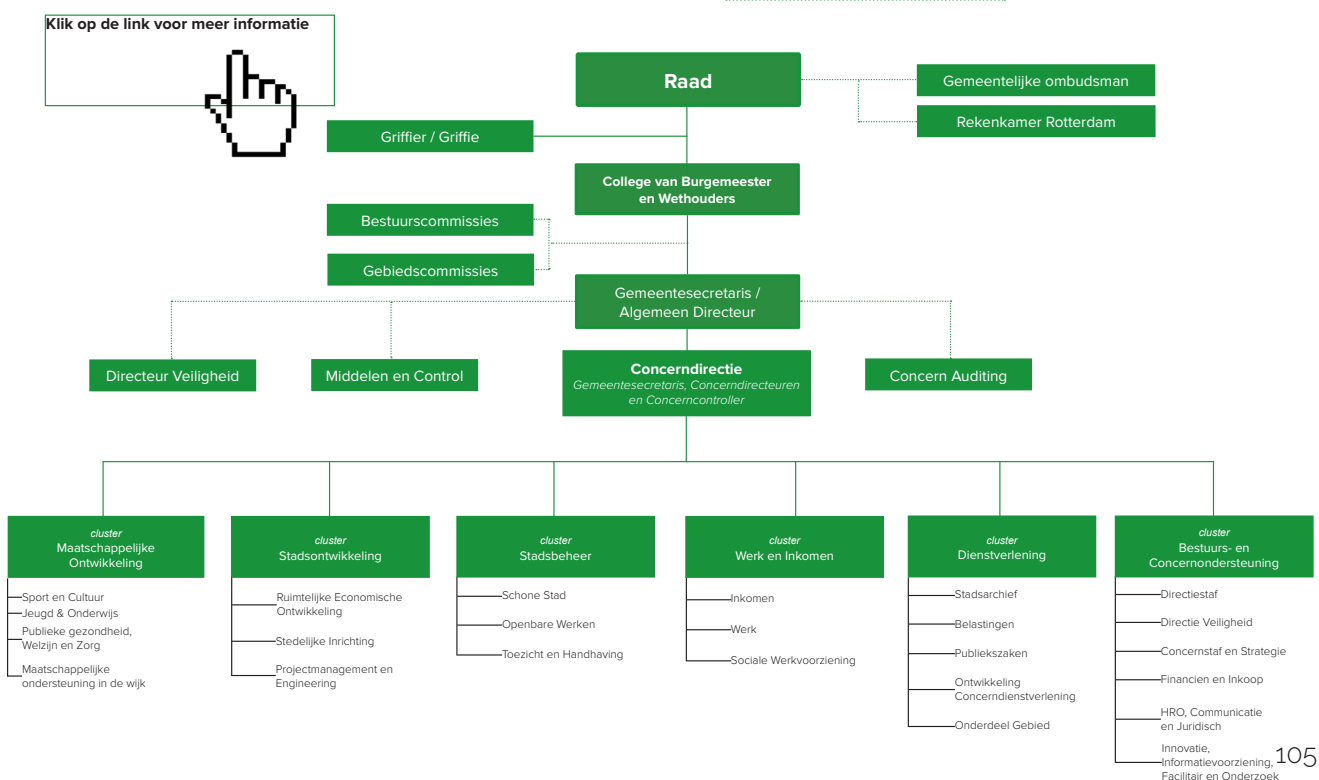 Klik op de link voor meer informatie
Raad
Gemeentelijke ombudsman
Rekenkamer Rotterdam
Griffier / Griffie
College van Burgemeester
en Wethouders
Bestuurscommissies
Gebiedscommissies
Gemeentesecretaris /
Algemeen Directeur
Directeur Veiligheid
Middelen en Control
Concerndirectie
Gemeentesecretaris, Concerndirecteuren
en Concerncontroller
Concern Auditing
cluster
Maatschappelijke
Ontwikkeling
Sport en Cultuur
Jeugd & Onderwijs
Publieke gezondheid,
Welzijn en Zorg
Maatschappelijke
ondersteuning in de wijk
cluster
Stadsontwikkeling
Ruimtelijke Economische
Ontwikkeling
Stedelijke Inrichting
Projectmanagement en
Engineering
cluster
Stadsbeheer
Schone Stad
Openbare Werken
Toezicht en Handhaving
cluster
Werk en Inkomen
Inkomen
Werk
Sociale Werkvoorziening
cluster
Dienstverlening
Stadsarchief
Belastingen
Publiekszaken
Ontwikkeling
Concerndienstverlening
Onderdeel Gebied
cluster
Bestuurs- en
Concernondersteuning
Directiestaf
Directie Veiligheid
Concernstaf en Strategie
Financien en Inkoop
HRO, Communicatie
en Juridisch
Innovatie,
Informatievoorziening,
Facilitair en Onderzoek
105